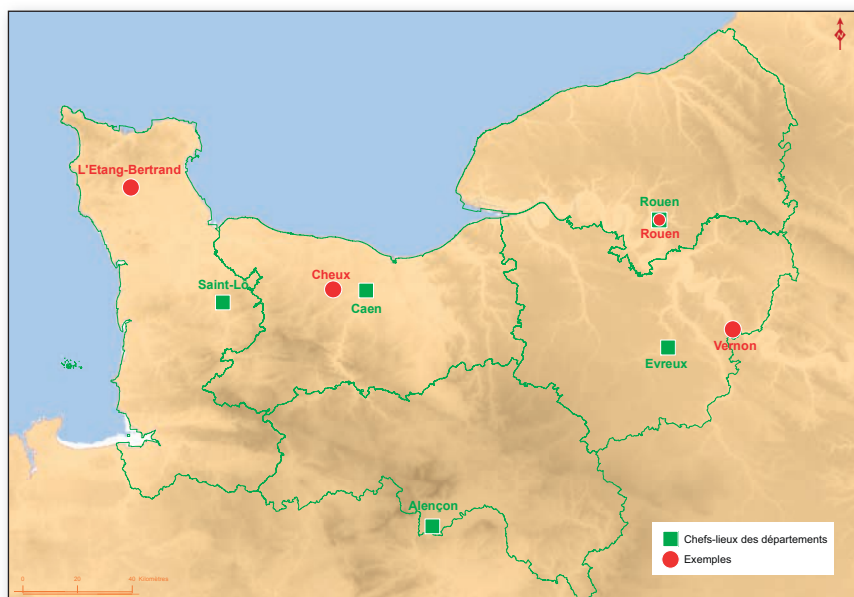 N
L'Etang-Bertrand
Rouen
Rouen
Saint-Lô
Cheux
Caen
Vernon
Evreux
Alençon
Chefs-lieux des départements
Exemples
0 20 40 Kilomètres